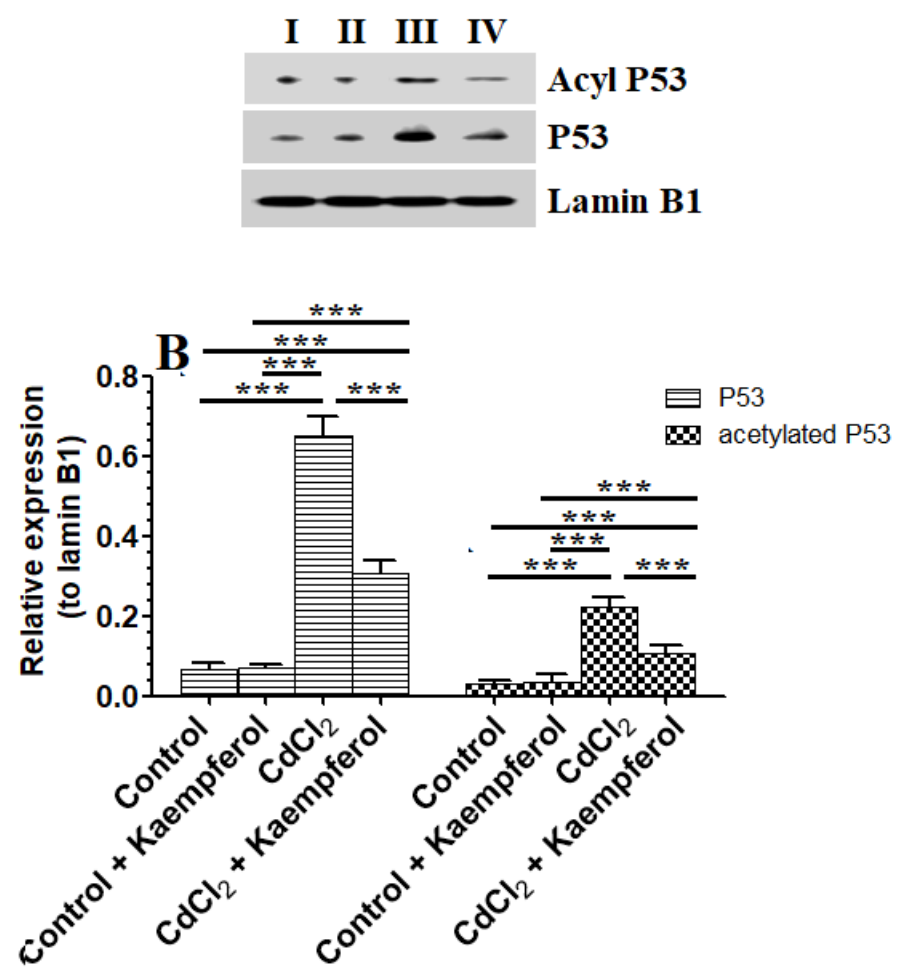 I II III IV
Acyl P53
P53
Lamin B1
***
***
B
***
*** ***
0.8
0.6
0.4
0.2
0.0
Relative expression
(to lamin B1)
P53
acetylated P53
***
***
***
*** ***
Control
Control + Kaempferol
CdCl₂
CdCl₂ + Kaempferol
Control
Control + Kaempferol
CdCl₂
CdCl₂ + Kaempferol